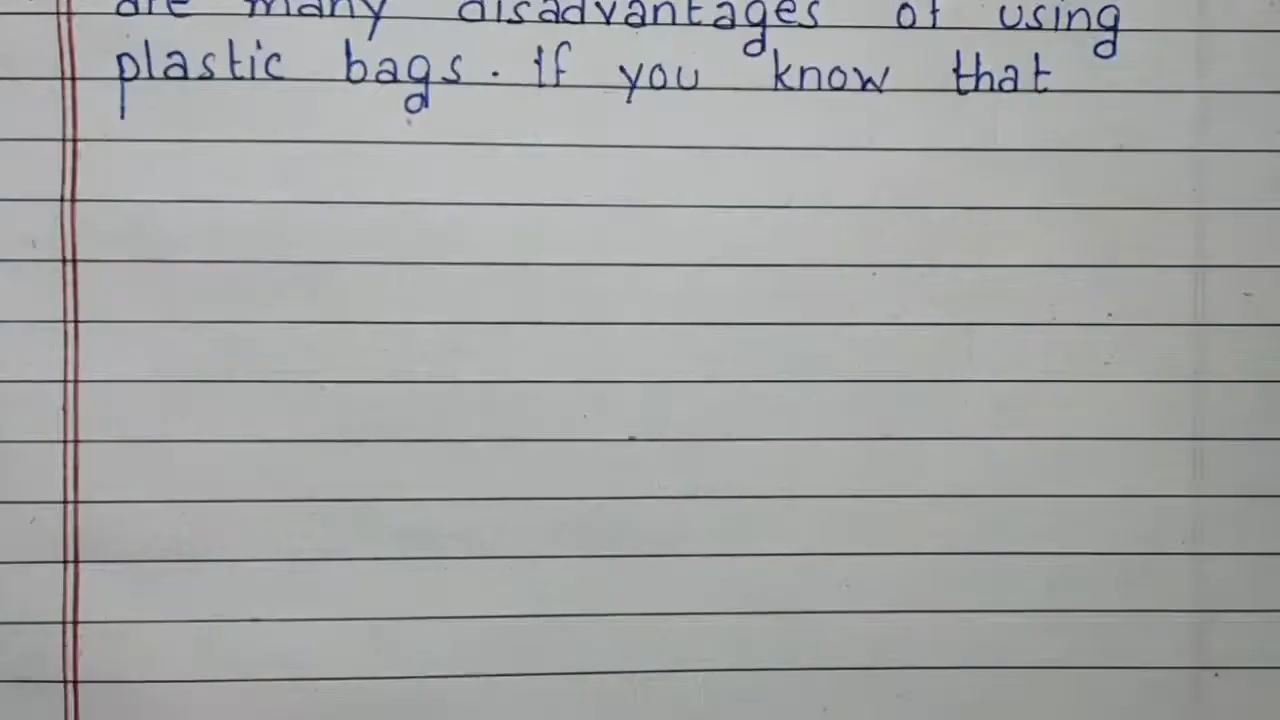 are many disadvantages of using
plastic bags. If you know that